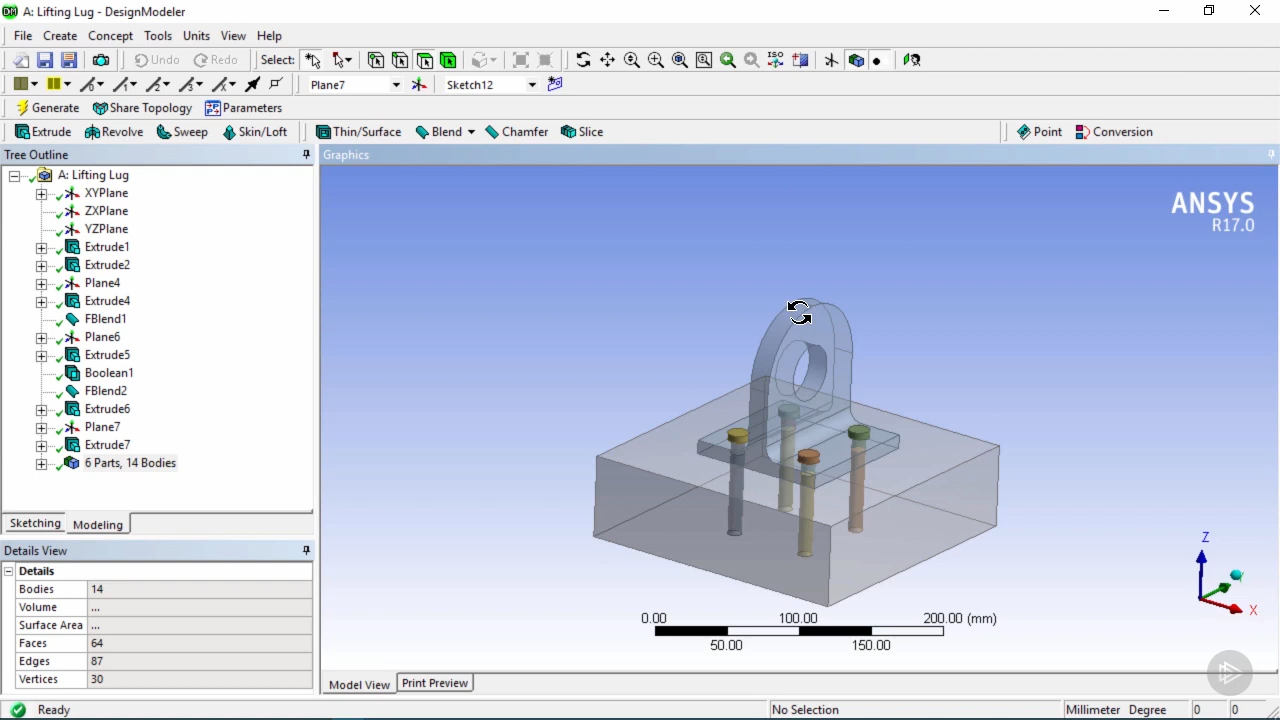 A: Lifting Lug - DesignModeler
File Create Concept Tools Units View Help
Undo Redo Select: ISO
Plane7 Sketch12
Generate Share Topology Parameters
Extrude Revolve Sweep Skin/Loft Thin/Surface Blend Chamfer Slice Point Conversion
Tree Outline
Graphics
A: Lifting Lug
XYPlane
ZXPlane
YZPlane
Extrude1
Extrude2
Plane4
Extrude4
FBlend1
Plane6
Extrude5
Boolean1
FBlend2
Extrude6
Plane7
Extrude7
6 Parts, 14 Bodies
Sketching Modeling
Details View
Details
Bodies 14
Volume ...
Surface Area ...
Faces 64
Edges 87
Vertices 30
ANSYS
R17.0
Z
X
0.00 100.00 200.00 (mm)
50.00 150.00
Model View Print Preview
Ready No Selection Millimeter Degree 0 0